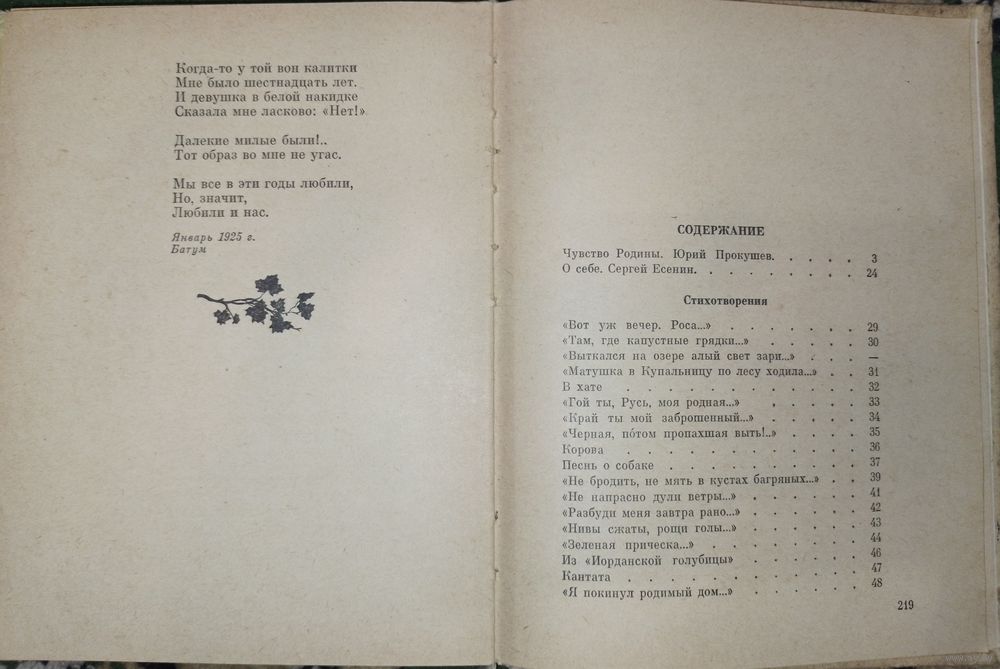 Когда-то у той вон калитки
Мне было шестнадцать лет.
И девушка в белой накидке
Сказала мне ласково: «Нет!»
Далекие милые были!..
Тот образ во мне не угас.
Мы все в эти годы любили,
Но, значит,
Любили и нас.
Январь 1925 г.
Батум
СОДЕРЖАНИЕ
Чувство Родины. Юрий Прокушев. . . . . 3
О себе. Сергей Есенин. . . . . . . . . 24
Стихотворения
«Вот уж вечер. Роса...» . . . . . . . 29
«Там, где капустные грядки...» . . . . . 30
«Выткался на озере алый свет зари...» . . . —
«Матушка в Купальницу по лесу ходила...» . . 31
В хате . . . . . . . . . . . 32
«Гой ты, Русь, моя родная...» . . . . . 33
«Край ты мой заброшенный...» . . . . . 34
«Черная, пóтом пропахшая выть!..» . . . . 35
Корова . . . . . . . . . . . 36
Песнь о собаке . . . . . . . . . 37
«Не бродить, не мять в кустах багряных...» . . 39
«Не напрасно дули ветры...» . . . . . . 41
«Разбуди меня завтра рано...» . . . . . . 42
«Нивы сжаты, рощи голы...» . . . . . . 43
«Зеленая прическа...» . . . . . . . . 44
Из «Иорданской голубицы» . . . . . . 46
Кантата . . . . . . . . . . . 47
«Я покинул родимый дом...» . . . . . . 48
219